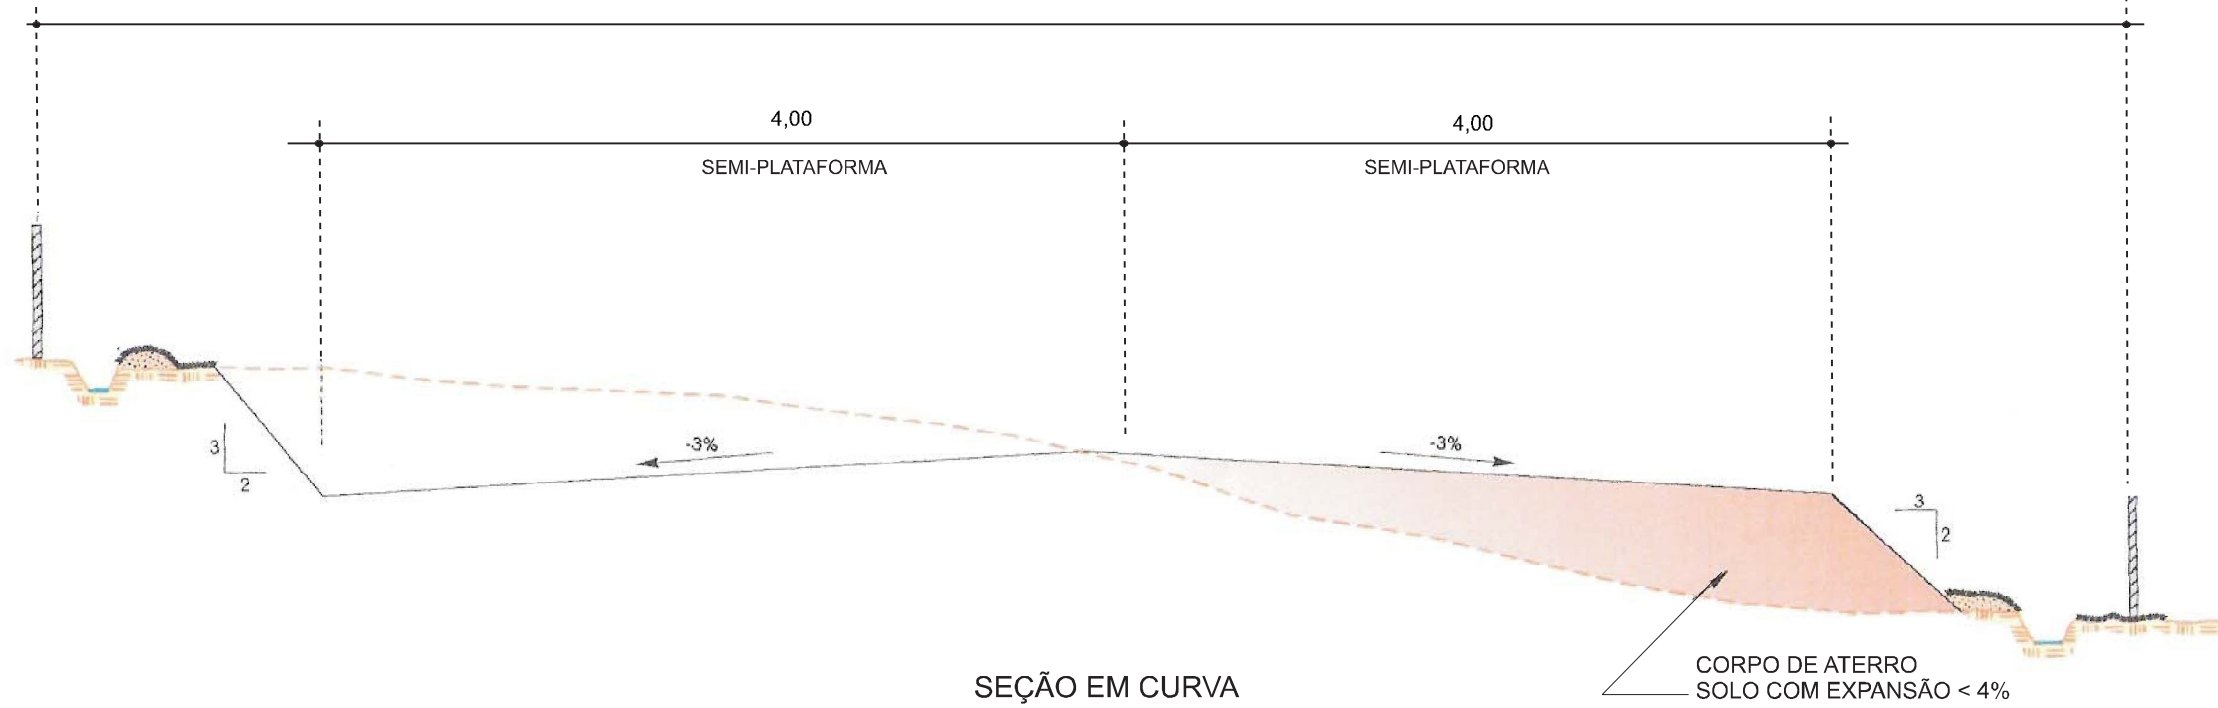 4,00
4,00
SEMI-PLATAFORMA
SEMI-PLATAFORMA
-3%
-3%
3
2
3
2
CORPO DE ATERRO
SOLO COM EXPANSÃO < 4%
SEÇÃO EM CURVA